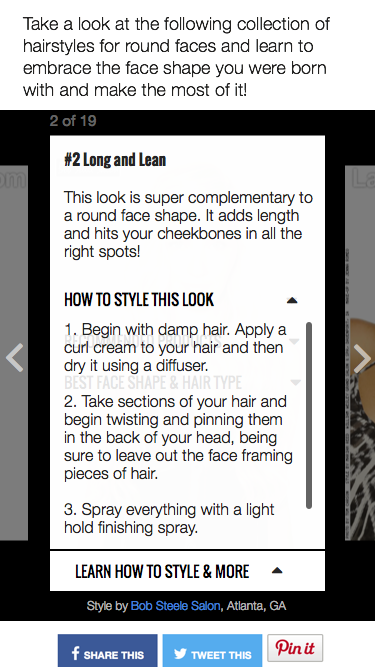 Take a look at the following collection of
hairstyles for round faces and learn to
embrace the face shape you were born
with and make the most of it!
2 of 19
#2 Long and Lean
This look is super complementary to
a round face shape. It adds length
and hits your cheekbones in all the
right spots!
HOW TO STYLE THIS LOOK
1. Begin with damp hair. Apply a
RECOMMENDED PRODUCTS
curl cream to your hair and then
dry it using a diffuser.
BEST FACE SHAPE & HAIR TYPE
2. Take sections of your hair and
begin twisting and pinning them
in the back of your head, being
sure to leave out the face framing
pieces of hair.
3. Spray everything with a light
hold finishing spray.
LEARN HOW TO STYLE & MORE
Style by Bob Steele Salon, Atlanta, GA
f SHARE THIS
TWEET THIS
Pin it